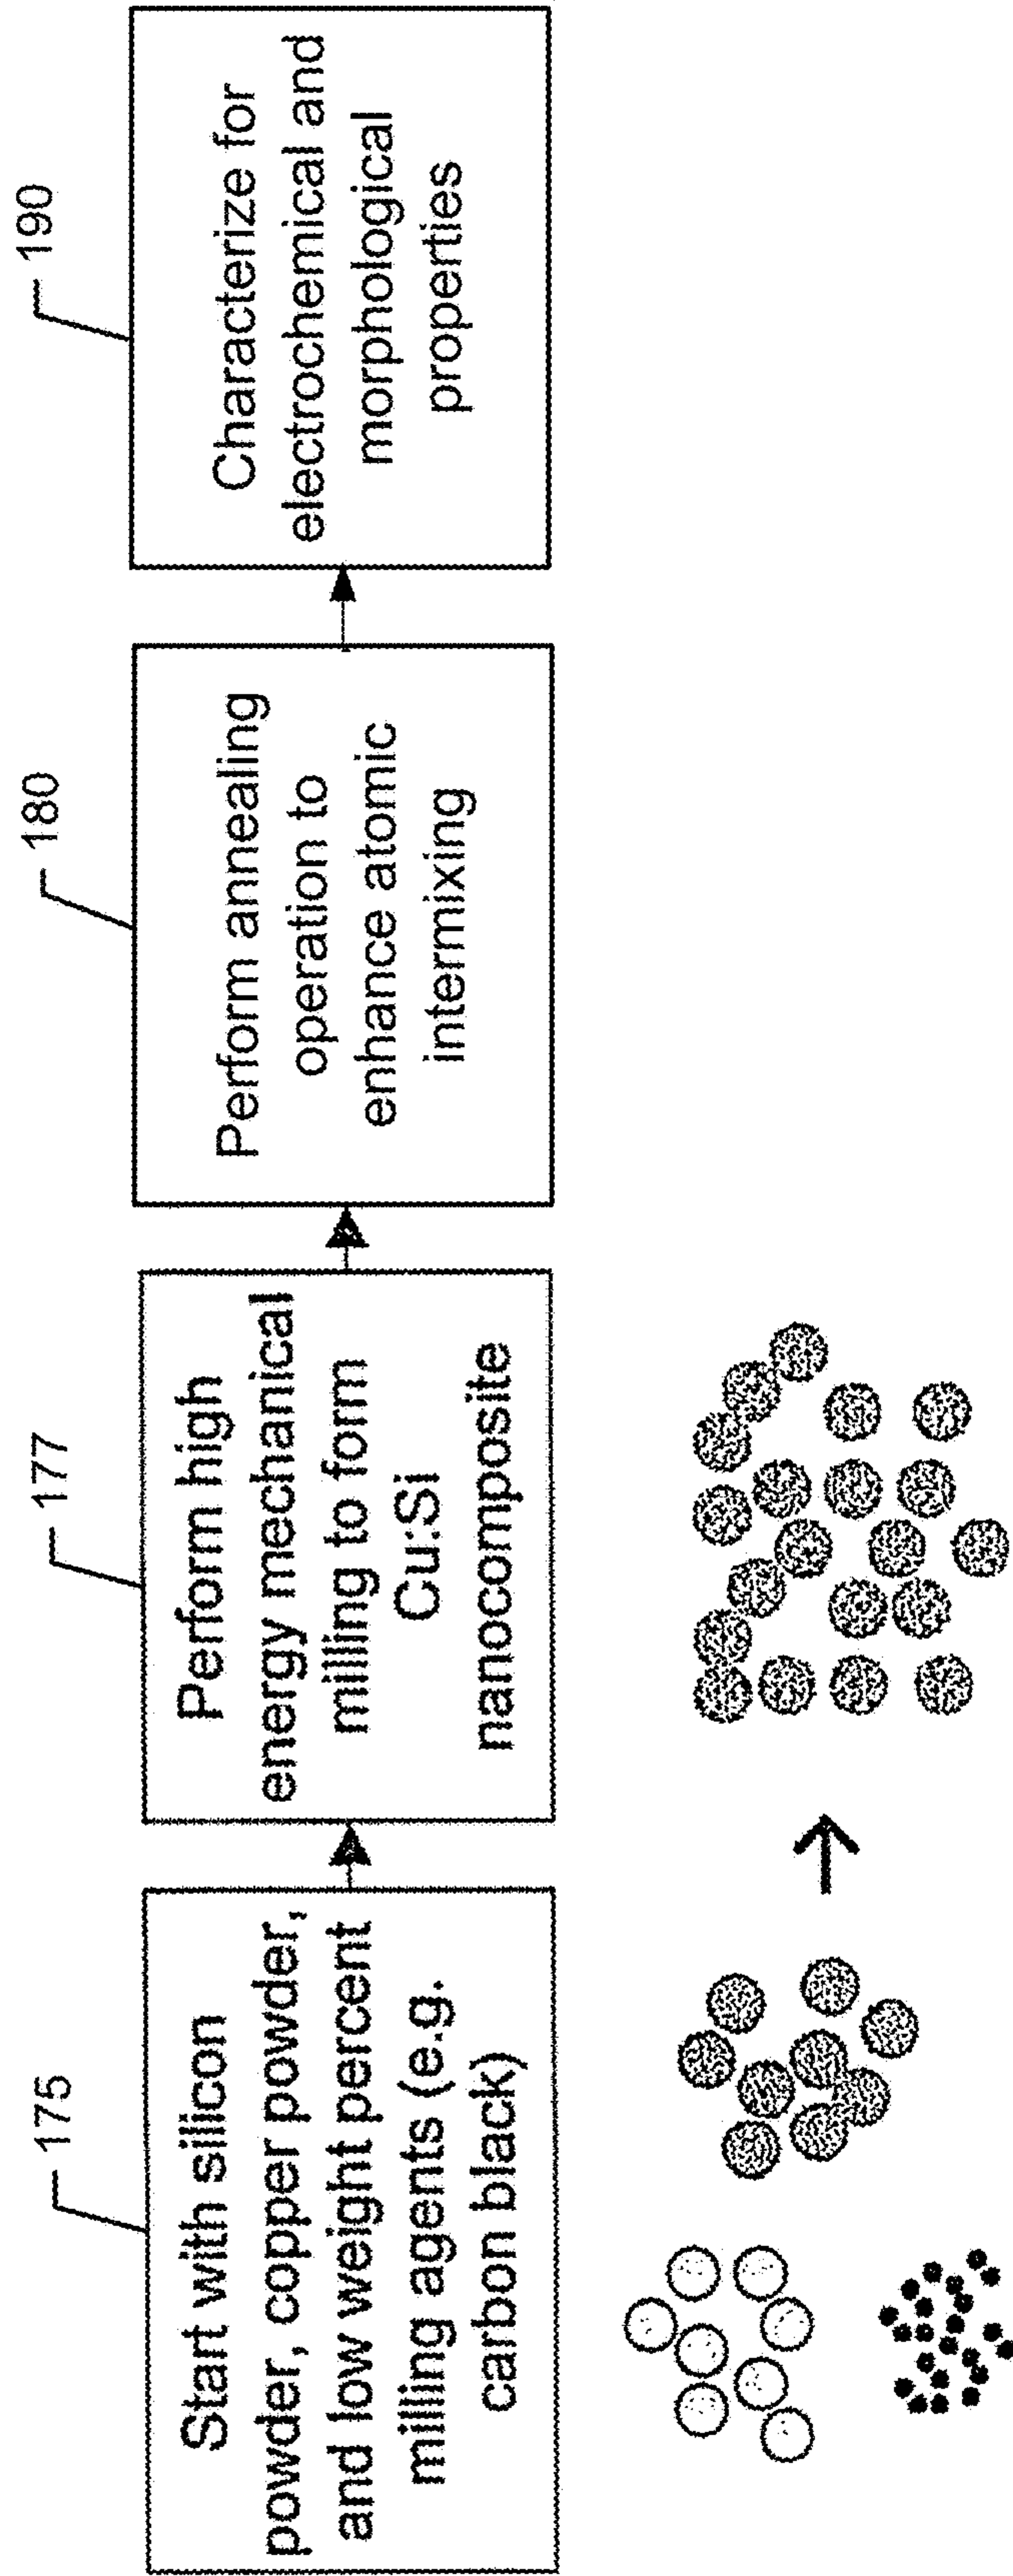 175
Start with silicon
powder, copper powder,
and low weight percent
milling agents (e.g.
carbon black)
177
Perform high
energy mechanical
milling to form
Cu:Si
nanocomposite
180
Perform annealing
operation to
enhance atomic
intermixing
190
Characterize for
electrochemical and
morphological
properties